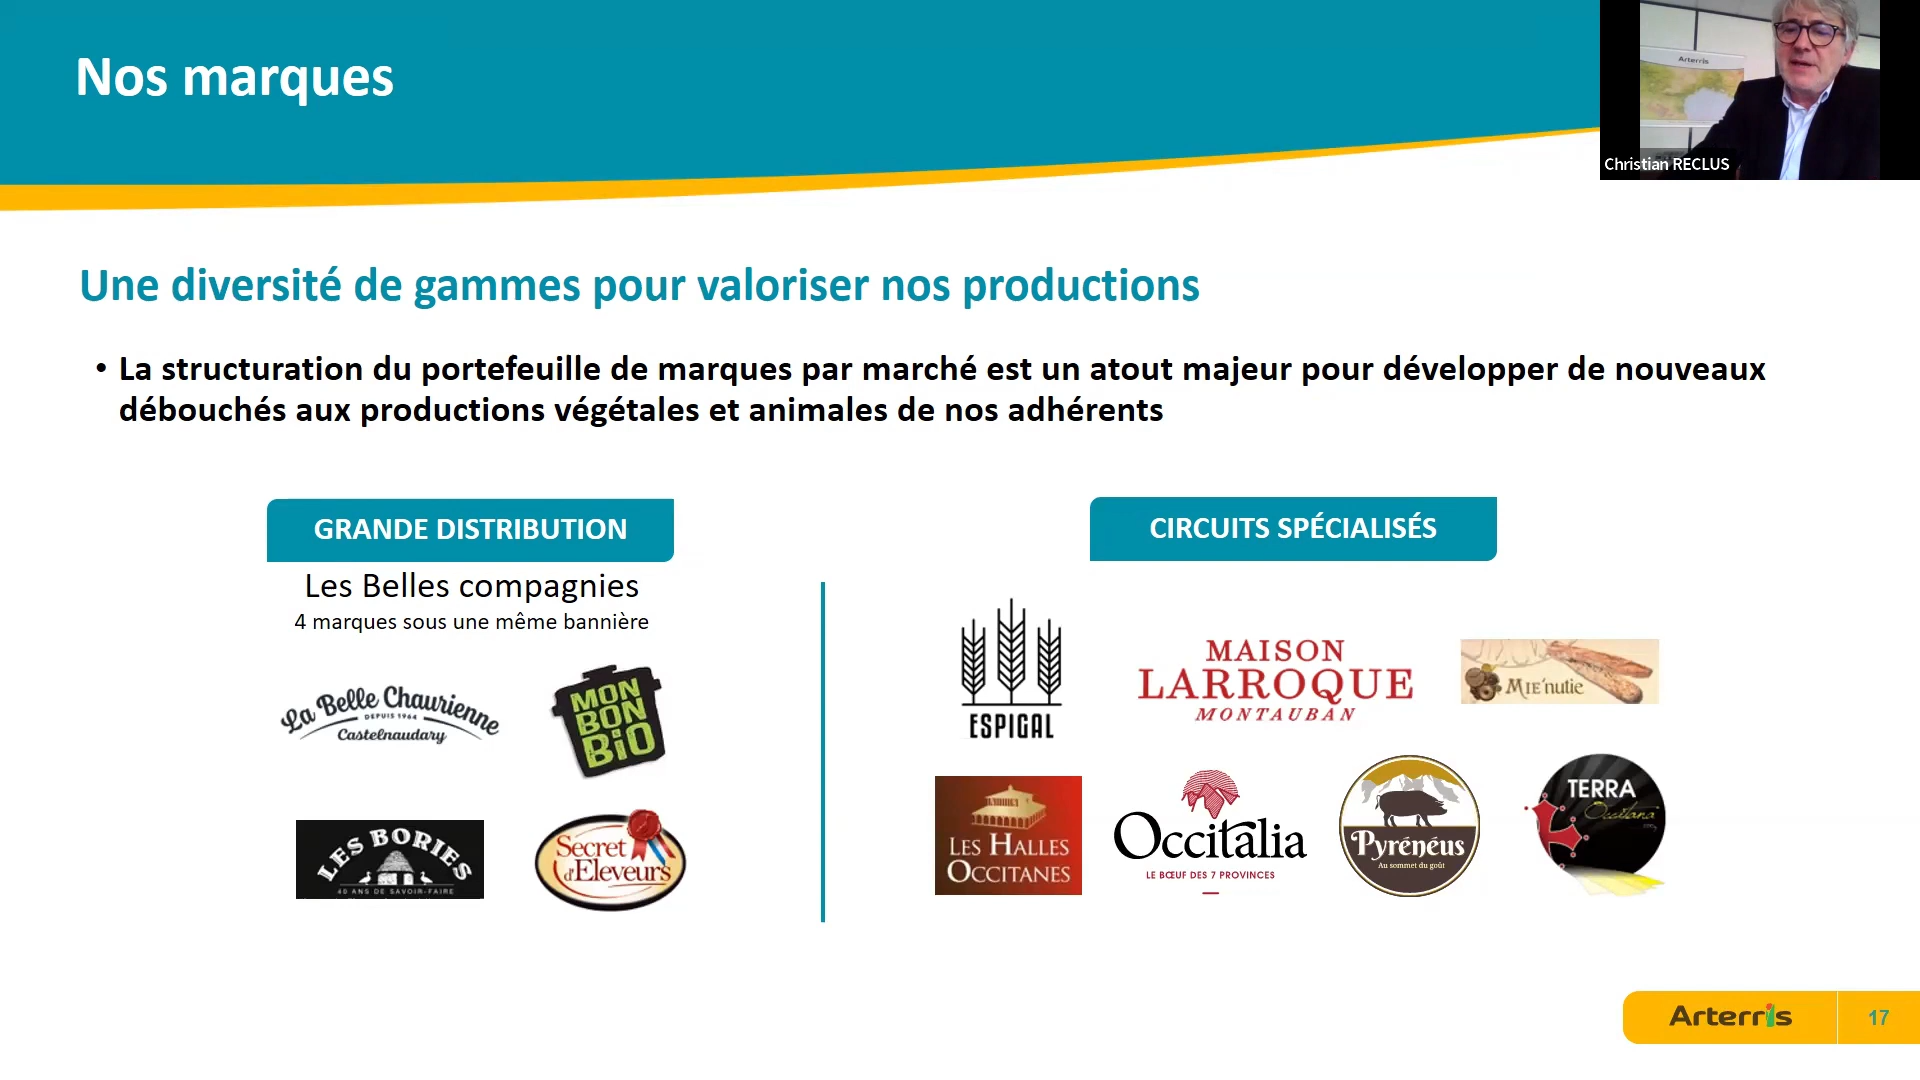 Nos marques
Arterris
Christian RECLUS
Une diversité de gammes pour valoriser nos productions
• La structuration du portefeuille de marques par marché est un atout majeur pour développer de nouveaux
débouchés aux productions végétales et animales de nos adhérents
GRANDE DISTRIBUTION
Les Belles compagnies
4 marques sous une même bannière
La Belle Chaurienne
DEPUIS 1964
Castelnaudary
MON
BON
BiO
LES BORIES
40 ANS DE SAVOIR-FAIRE
Secret
d'Eleveurs
CIRCUITS SPÉCIALISÉS
ESPIGAL
MAISON
LARROQUE
MONTAUBAN
MIE'nutie
LES HALLES
OCCITANES
Occitalia
LE BŒUF DES 7 PROVINCES
Pyrénéus
Au sommet du goût
TERRA
Occitana
Arterris
17